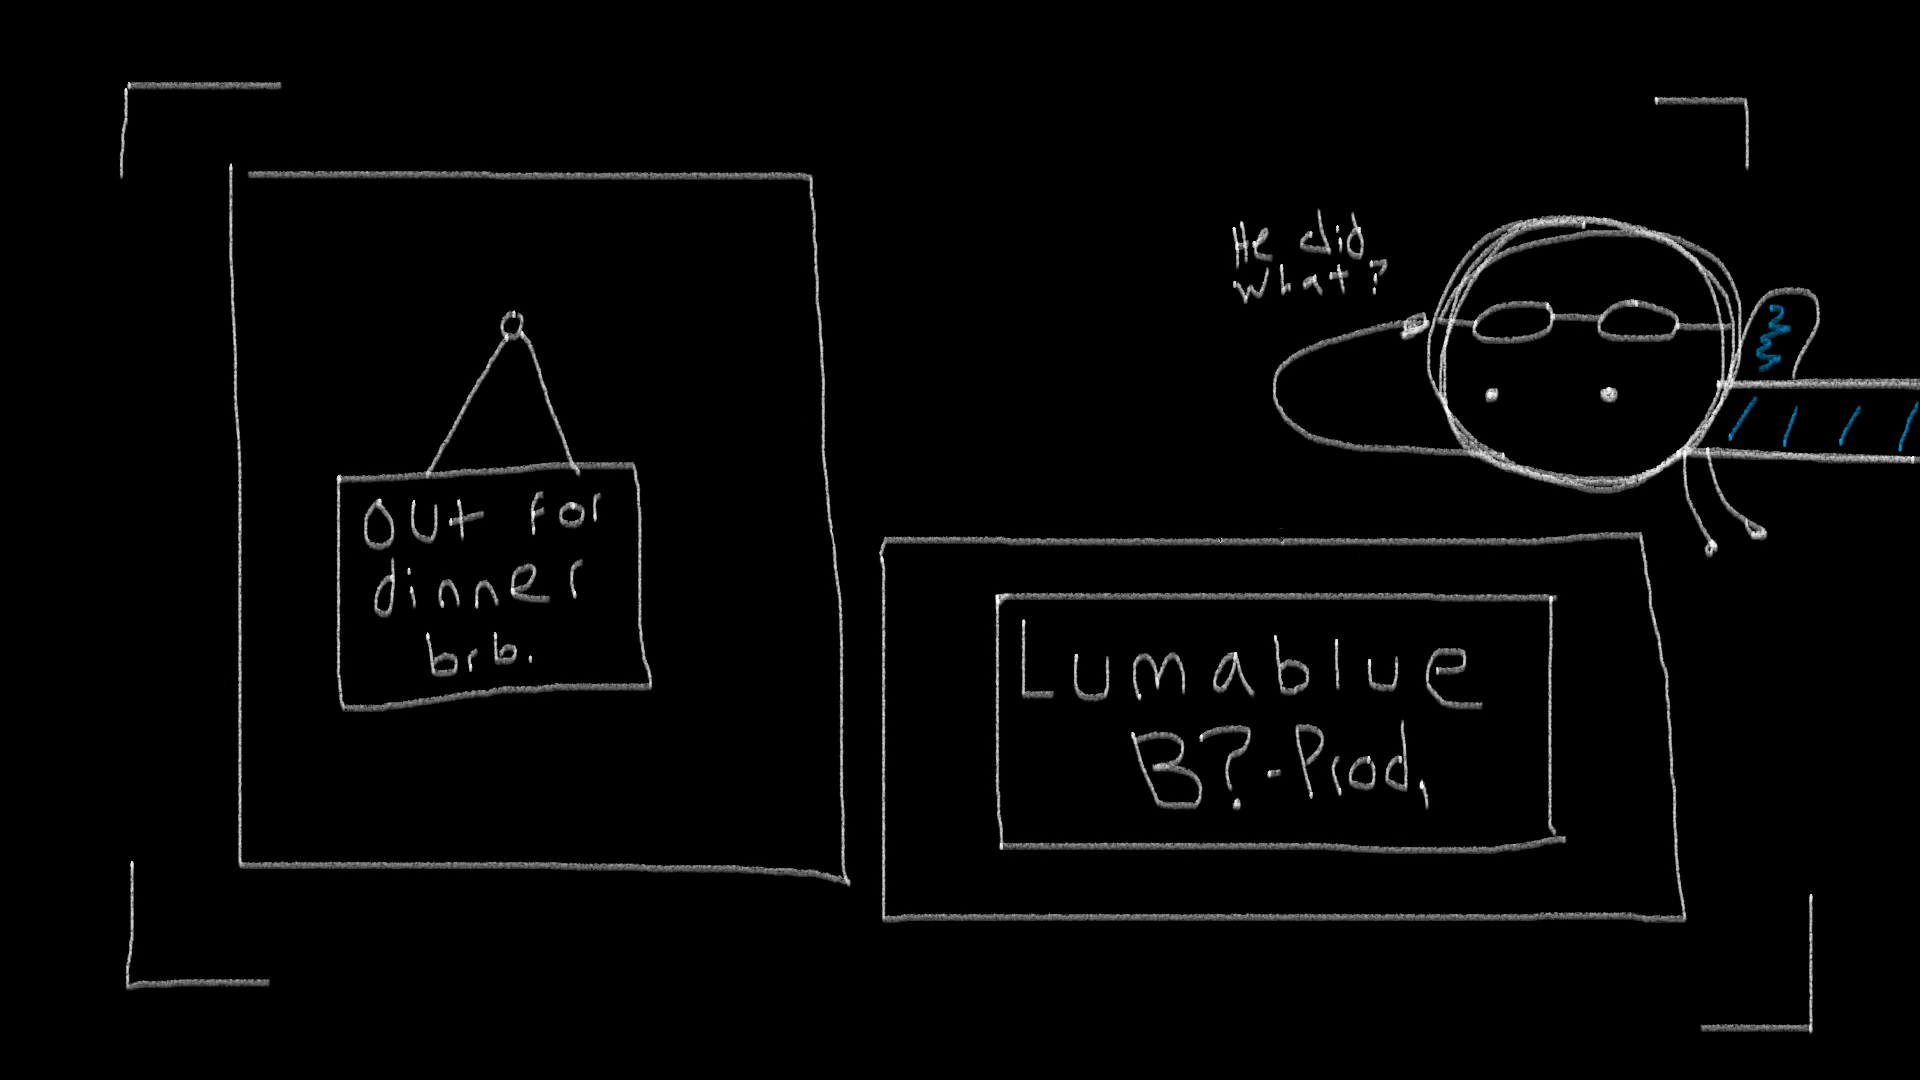 Out for
dinner
brb.
He did
what?
Lumablue
B?-Prod,